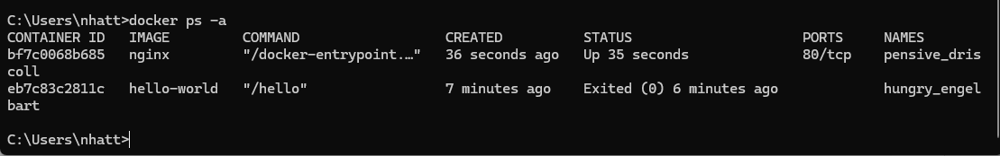 C:\Users\nhatt>docker ps -a
CONTAINER ID   IMAGE         COMMAND                  CREATED          STATUS                     PORTS     NAMES
bf7c0068b685   nginx         "/docker-entrypoint.…"   36 seconds ago   Up 35 seconds              80/tcp    pensive_dris
coll
eb7c83c2811c   hello-world   "/hello"                 7 minutes ago    Exited (0) 6 minutes ago             hungry_engel
bart
C:\Users\nhatt>